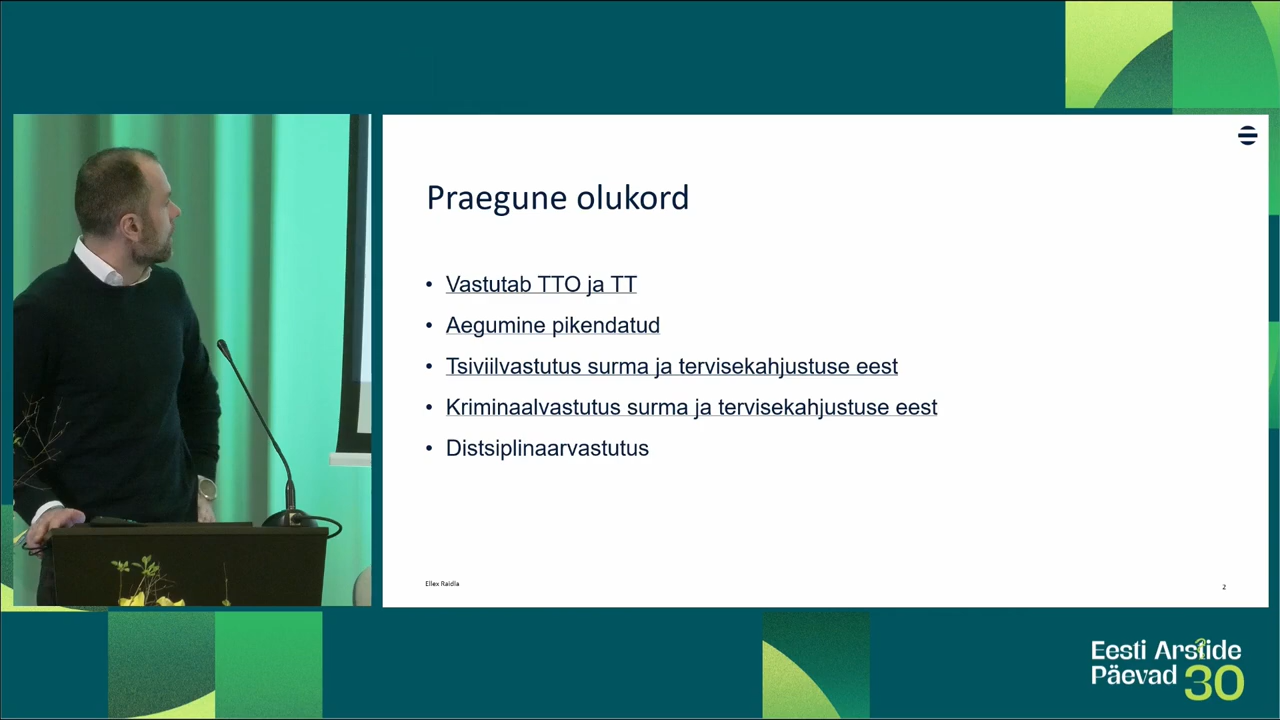 Praegune olukord
• Vastutab TTO ja TT
• Aegumine pikendatud
• Tsiviilvastutus surma ja tervisekahjustuse eest
• Kriminaalvastutus surma ja tervisekahjustuse eest
• Distsiplinaarvastutus
Ellex Raidla
2
Eesti Arstide
Päevad 30